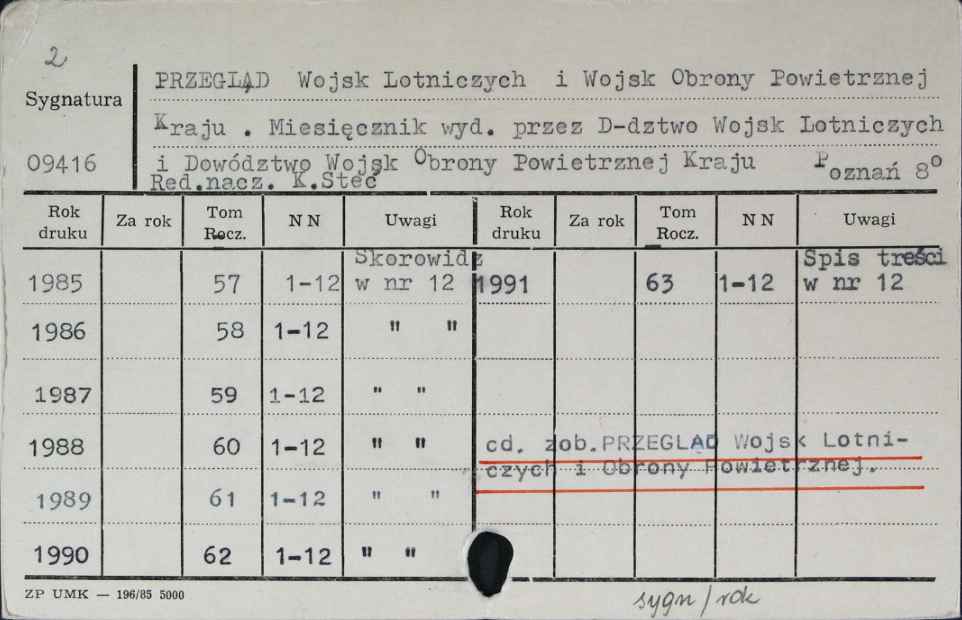 2
PRZEGLĄD Wojsk Lotniczych i Wojsk Obrony Powietrznej
Sygnatura
Kraju . Miesięcznik wyd. przez D-dztwo Wojsk Lotniczych
09416 i Dowództwo Wojsk Obrony Powietrznej Kraju Poznań 8°
Red.nacz. K.Steć
Rok druku Za rok Tom Rocz. N N Uwagi Rok druku Za rok Tom Rocz. N N Uwagi
Skorowidz Spis treści
1985 57 1-12 w nr 12 1991 63 1-12 w nr 12
1986 58 1-12 " "
1987 59 1-12 " "
1988 60 1-12 " " cd. zob.PRZEGLĄD Wojsk Lotni-
czych i Obrony Powietrznej.
1989 61 1-12 " "
1990 62 1-12 " "
ZP UMK — 196/85 5000
sygn / rok